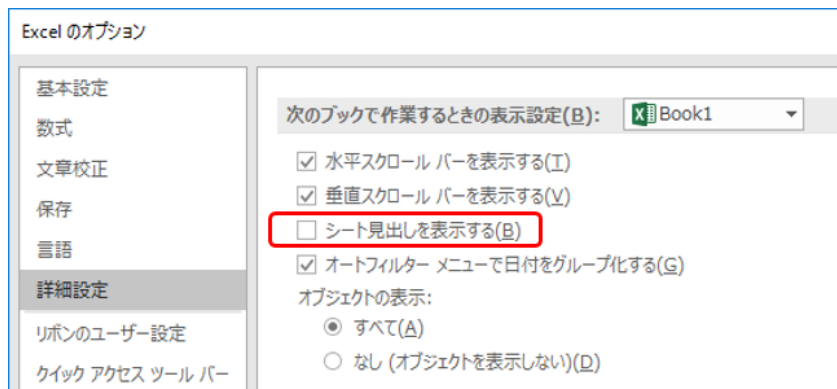 Excel のオプション
基本設定
数式
文章校正
保存
言語
詳細設定
リボンのユーザー設定
クイック アクセス ツール バー
次のブックで作業するときの表示設定(B):
Book1
水平スクロール バーを表示する(T)
垂直スクロール バーを表示する(V)
シート見出しを表示する(B)
オートフィルター メニューで日付をグループ化する(G)
オブジェクトの表示:
すべて(A)
なし (オブジェクトを表示しない)(D)